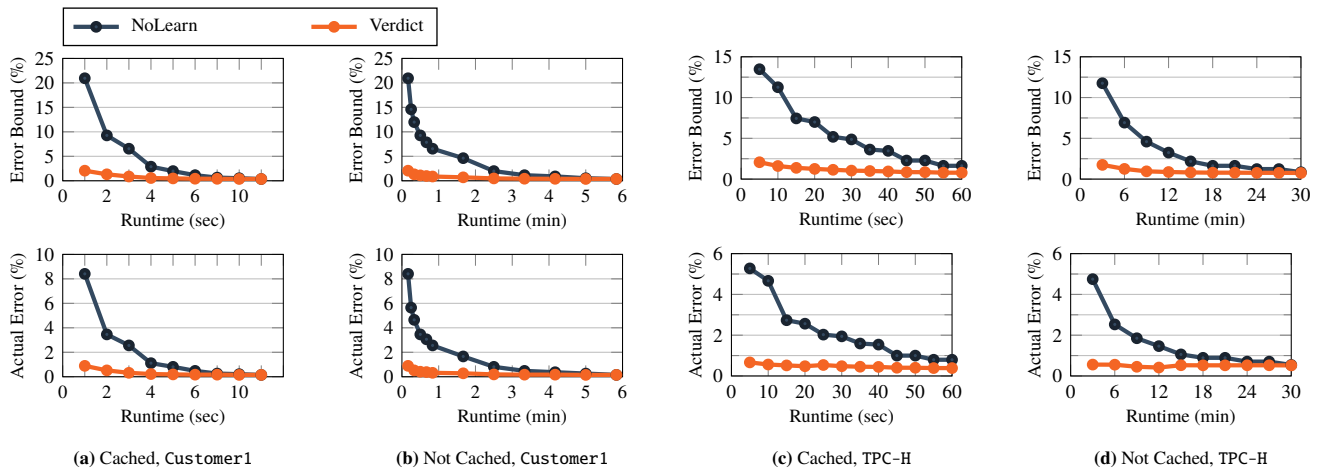 NoLearn Verdict
Error Bound (%)
25
20
15
10
5
0
0 2 4 6 10
Runtime (sec)
Error Bound (%)
25
20
15
10
5
0
0 1 2 3 4 5 6
Runtime (min)
Error Bound (%)
15
10
5
0
0 10 20 30 40 50 60
Runtime (sec)
Error Bound (%)
15
10
5
0
0 6 12 18 24 30
Runtime (min)
Actual Error (%)
10
8
6
4
2
0
0 2 4 6 10
Runtime (sec)
Actual Error (%)
10
8
6
4
2
0
0 1 2 3 4 5 6
Runtime (min)
Actual Error (%)
6
4
2
0
0 10 20 30 40 50 60
Runtime (sec)
Actual Error (%)
6
4
2
0
0 6 12 18 24 30
Runtime (min)
(a) Cached, Customer1
(b) Not Cached, Customer1
(c) Cached, TPC-H
(d) Not Cached, TPC-H